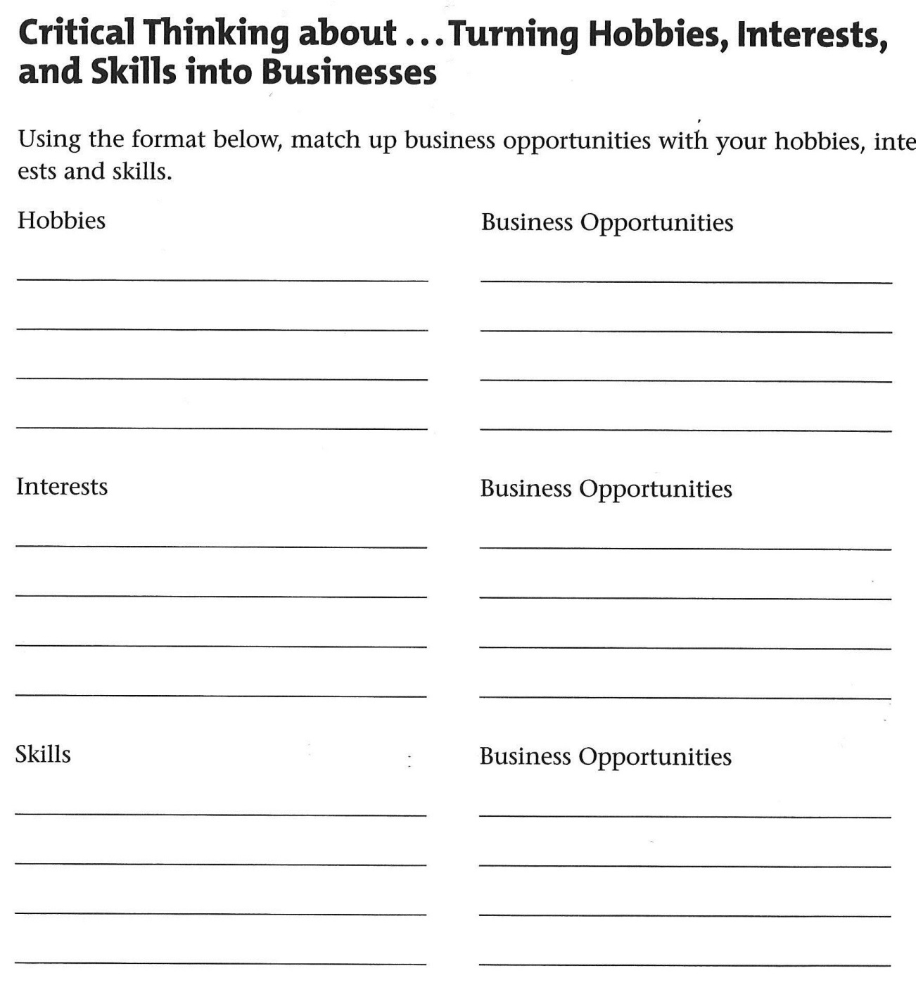 Critical Thinking about...Turning Hobbies, Interests,
and Skills into Businesses
Using the format below, match up business opportunities with your hobbies, inte
ests and skills.
Hobbies
Business Opportunities
Interests
Business Opportunities
Skills
Business Opportunities